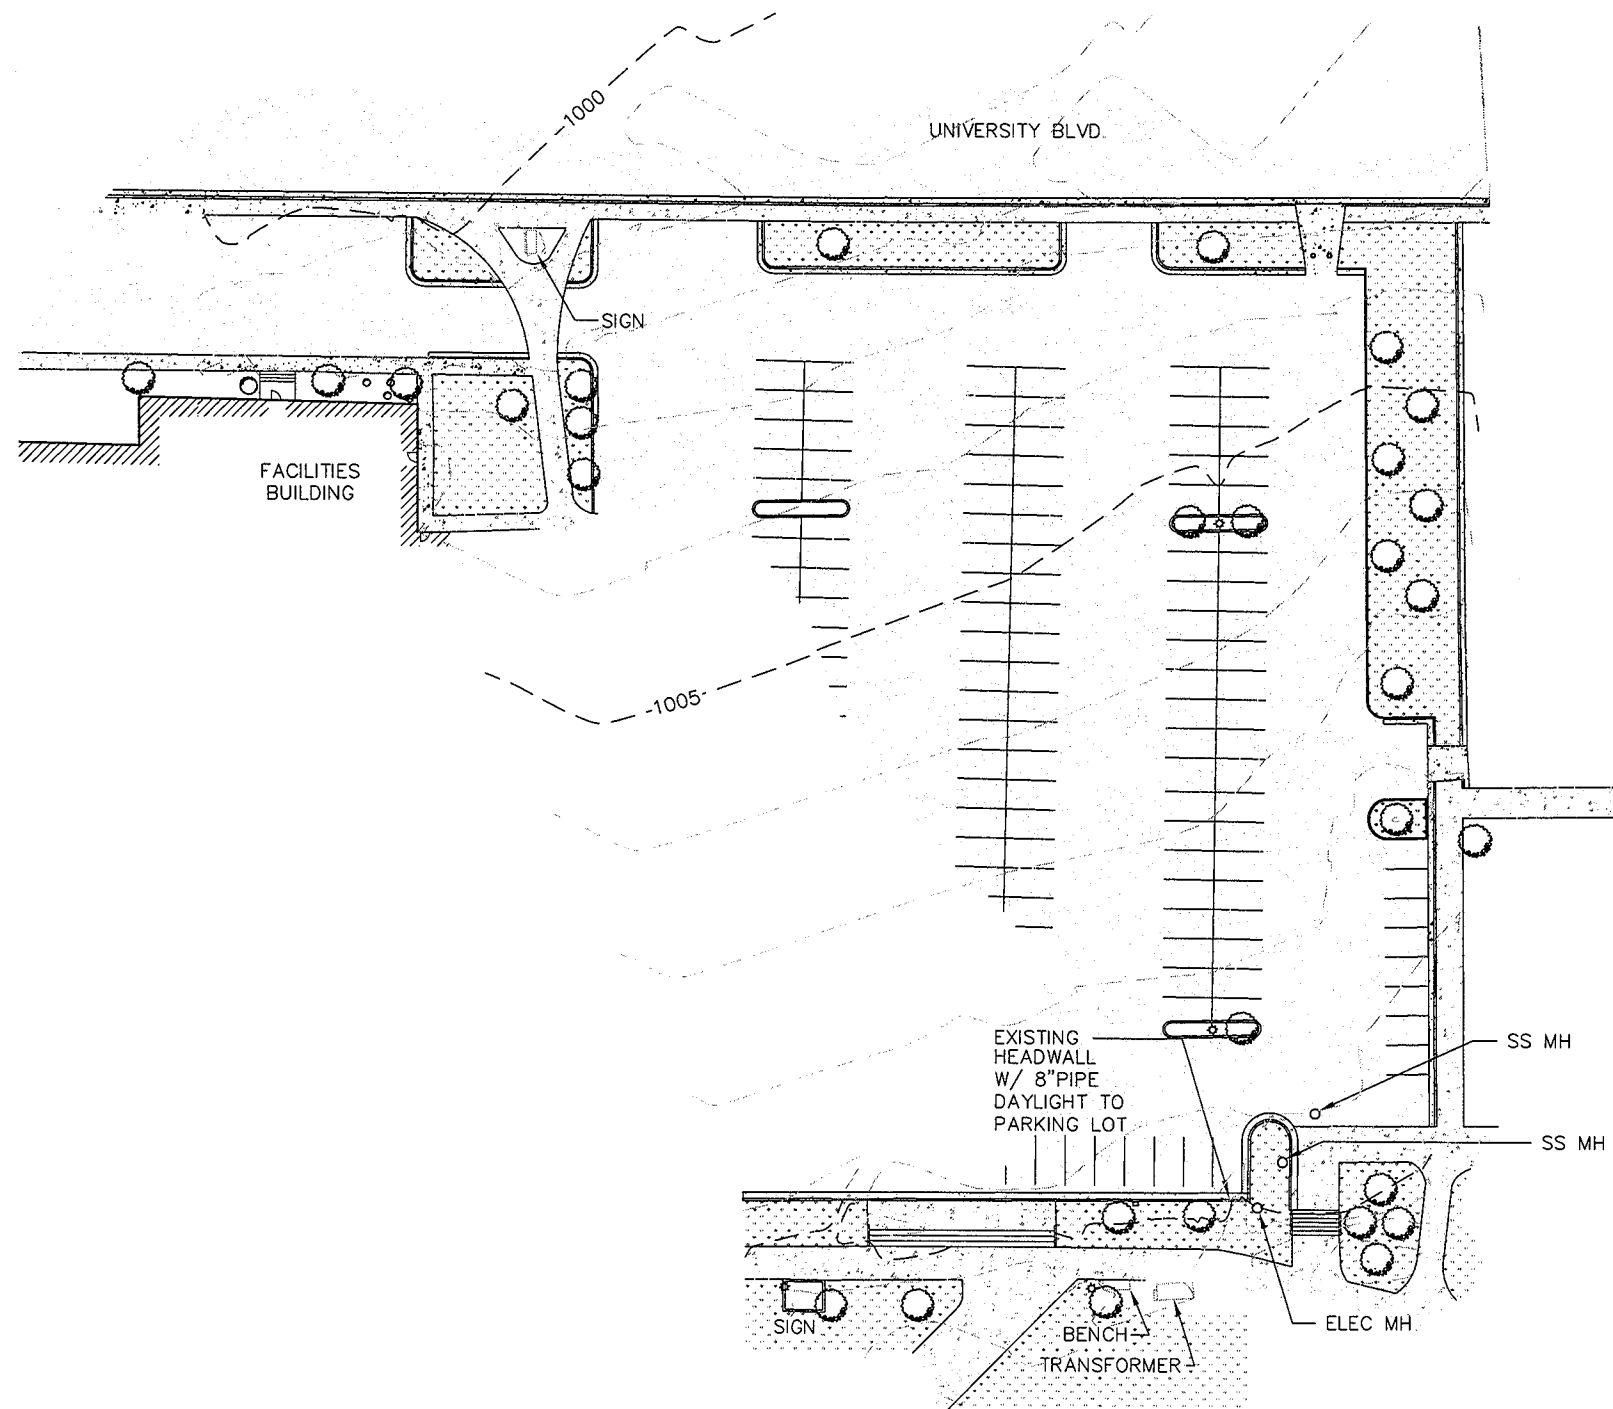 -1000
UNIVERSITY BLVD.
SIGN
FACILITIES
BUILDING
-1005-
EXISTING
HEADWALL
W/ 8"PIPE
DAYLIGHT TO
PARKING LOT
SS MH
SS MH
SIGN
BENCH
TRANSFORMER
ELEC MH